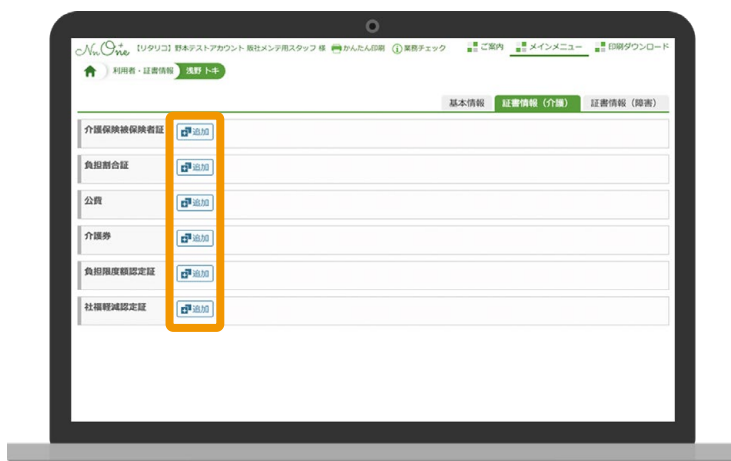 NnOne 【リタリコ】野本テストアカウント 販社メンテ用スタッフ 様 かんたん印刷 業務チェック ご案内 メインメニュー 印刷ダウンロード
利用者・証書情報 浅野 トキ
基本情報 証書情報（介護） 証書情報（障害）
介護保険被保険者証 追加
負担割合証 追加
公費 追加
介護券 追加
負担限度額認定証 追加
社福軽減認定証 追加